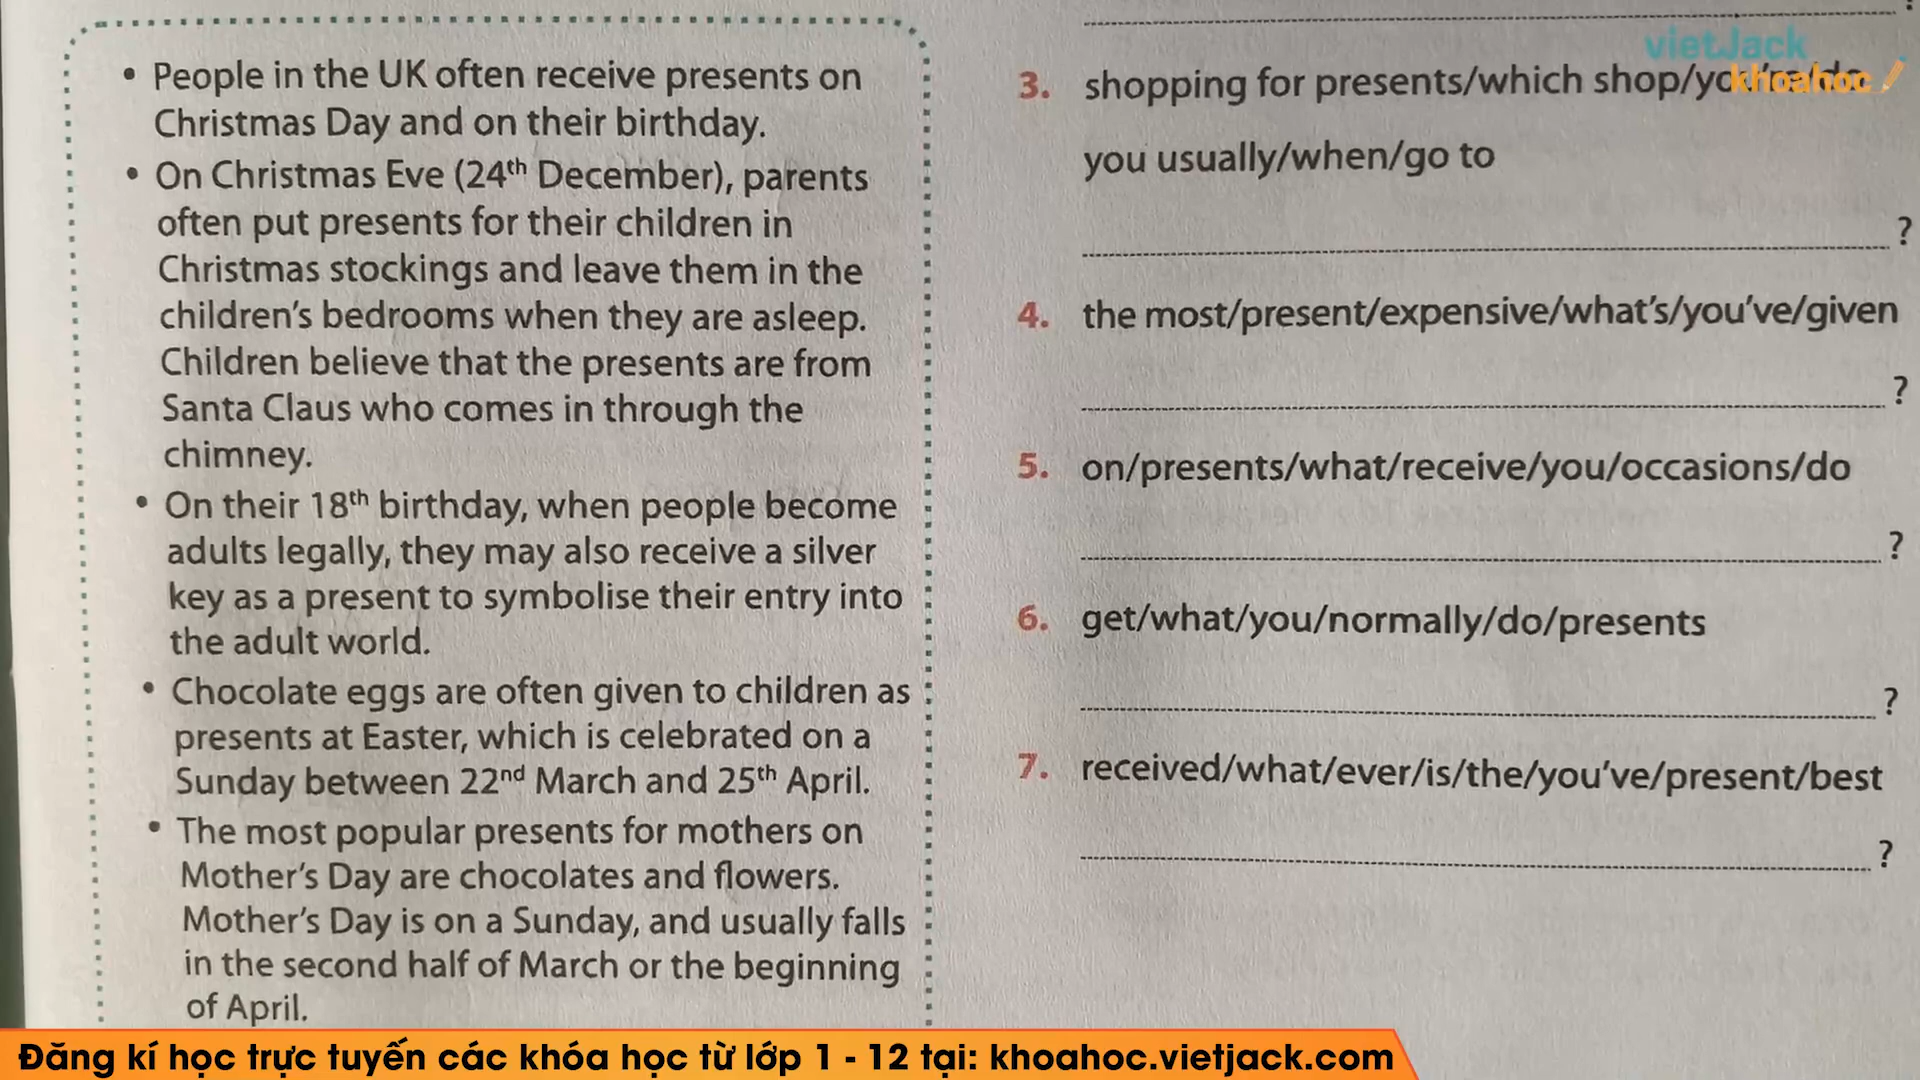 • People in the UK often receive presents on
Christmas Day and on their birthday.
• On Christmas Eve (24th December), parents
often put presents for their children in
Christmas stockings and leave them in the
children's bedrooms when they are asleep.
Children believe that the presents are from
Santa Claus who comes in through the
chimney.
• On their 18th birthday, when people become
adults legally, they may also receive a silver
key as a present to symbolise their entry into
the adult world.
• Chocolate eggs are often given to children as
presents at Easter, which is celebrated on a
Sunday between 22nd March and 25th April.
• The most popular presents for mothers on
Mother's Day are chocolates and flowers.
Mother's Day is on a Sunday, and usually falls
in the second half of March or the beginning
of April.
vietJack
khoahoc
3. shopping for presents/which shop/
you usually/when/go to
?
4. the most/present/expensive/what's/you've/given
?
5. on/presents/what/receive/you/occasions/do
?
6. get/what/you/normally/do/presents
?
7. received/what/ever/is/the/you've/present/best
?
Đăng kí học trực tuyến các khóa học từ lớp 1 - 12 tại: khoahoc.vietjack.com